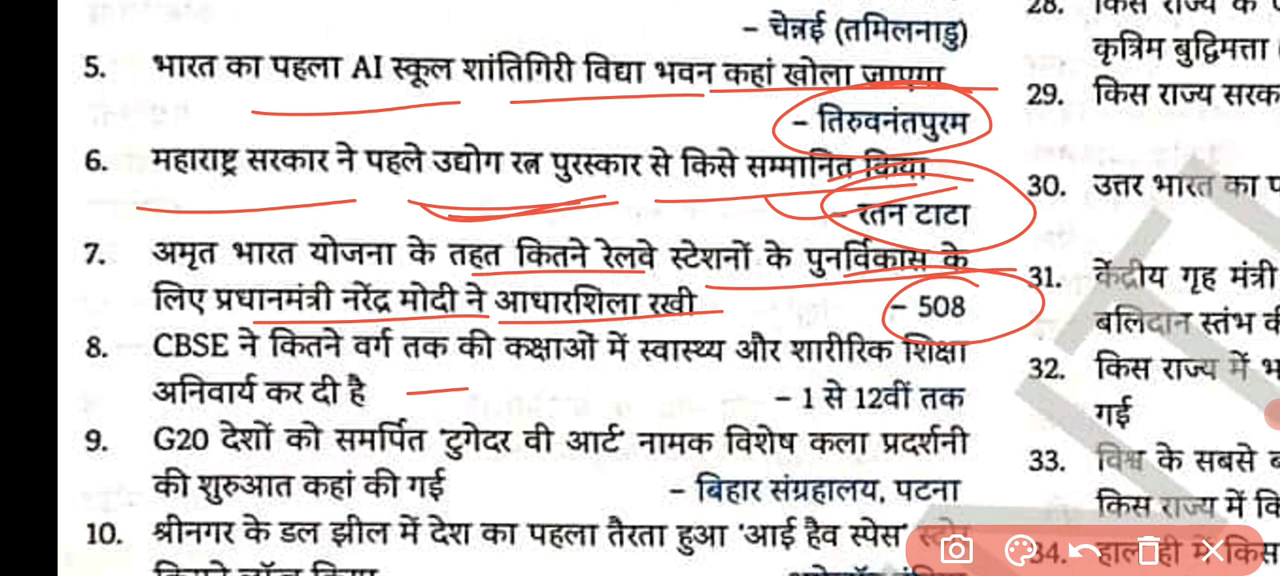 – चेन्नई (तमिलनाडु)
5. भारत का पहला AI स्कूल शांतिगिरी विद्या भवन कहां खोला जाएगा
– तिरुवनंतपुरम
6. महाराष्ट्र सरकार ने पहले उद्योग रत्न पुरस्कार से किसे सम्मानित किया
– रतन टाटा
7. अमृत भारत योजना के तहत कितने रेलवे स्टेशनों के पुनर्विकास के
लिए प्रधानमंत्री नरेंद्र मोदी ने आधारशिला रखी – 508
8. CBSE ने कितने वर्ग तक की कक्षाओं में स्वास्थ्य और शारीरिक शिक्षा
अनिवार्य कर दी है – 1 से 12वीं तक
9. G20 देशों को समर्पित 'टुगेदर वी आर्ट' नामक विशेष कला प्रदर्शनी
की शुरुआत कहां की गई – बिहार संग्रहालय, पटना
10. श्रीनगर के डल झील में देश का पहला तैरता हुआ 'आई हैव स्पेस' स्टोर
28. किस राज्य के
कृत्रिम बुद्धिमत्ता
29. किस राज्य
30. उत्तर भारत का
31. केंद्रीय गृह मंत्री
बलिदान स्तंभ
32. किस राज्य में
गई
33. विश्व के सबसे
किस राज्य में
34. हाल ही में किस